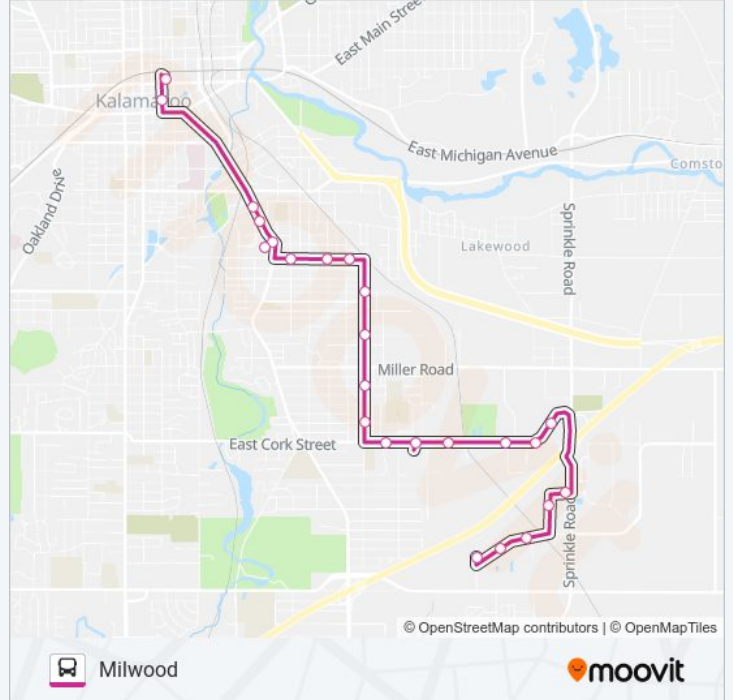 East Main Stree
Kalamazoo
East Michigan Avenue
Comsto
Oakland Drive
Sprinkle Road
Lakewood
Miller Road
East Cork Street
Sprinkle Road
© OpenStreetMap contributors | © OpenMapTiles
Milwood
moovit